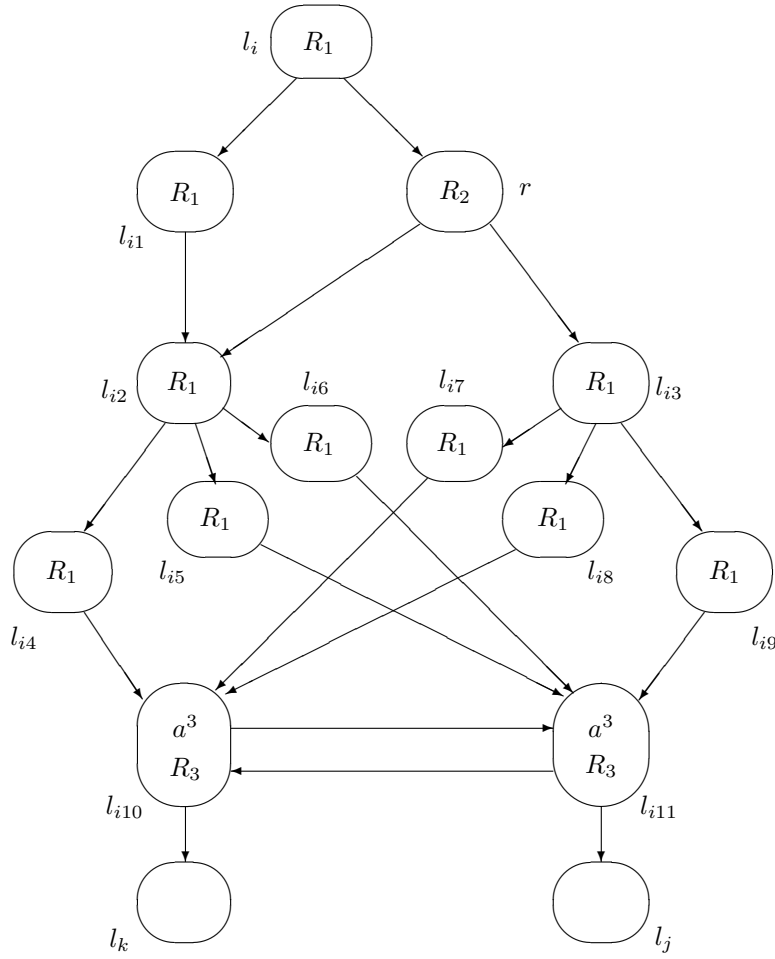 l_i R_1
R_1 R_2 r
l_{i1}
l_{i6} l_{i7}
l_{i2} R_1 R_1 l_{i3}
R_1 R_1
R_1 R_1
R_1 l_{i5} l_{i8} R_1
l_{i4} l_{i9}
a^3 a^3
R_3 R_3
l_{i10} l_{i11}
l_k l_j